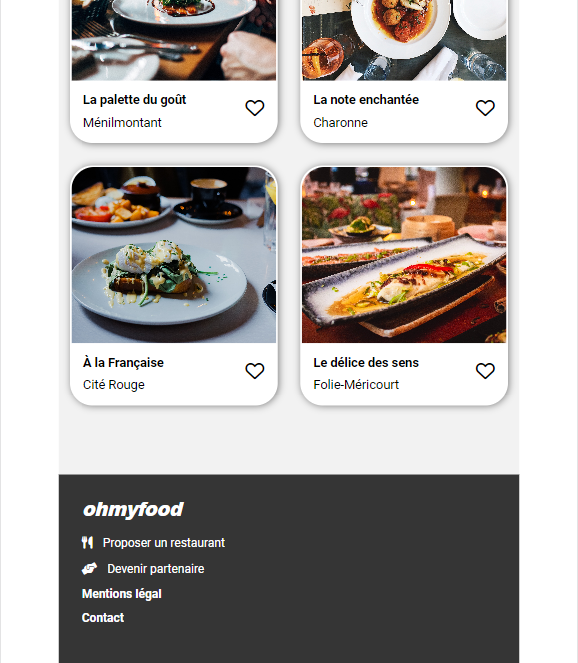 La palette du goût
Ménilmontant
La note enchantée
Charonne
À la Française
Cité Rouge
Le délice des sens
Folie-Méricourt
ohmyfood
Proposer un restaurant
Devenir partenaire
Mentions légal
Contact